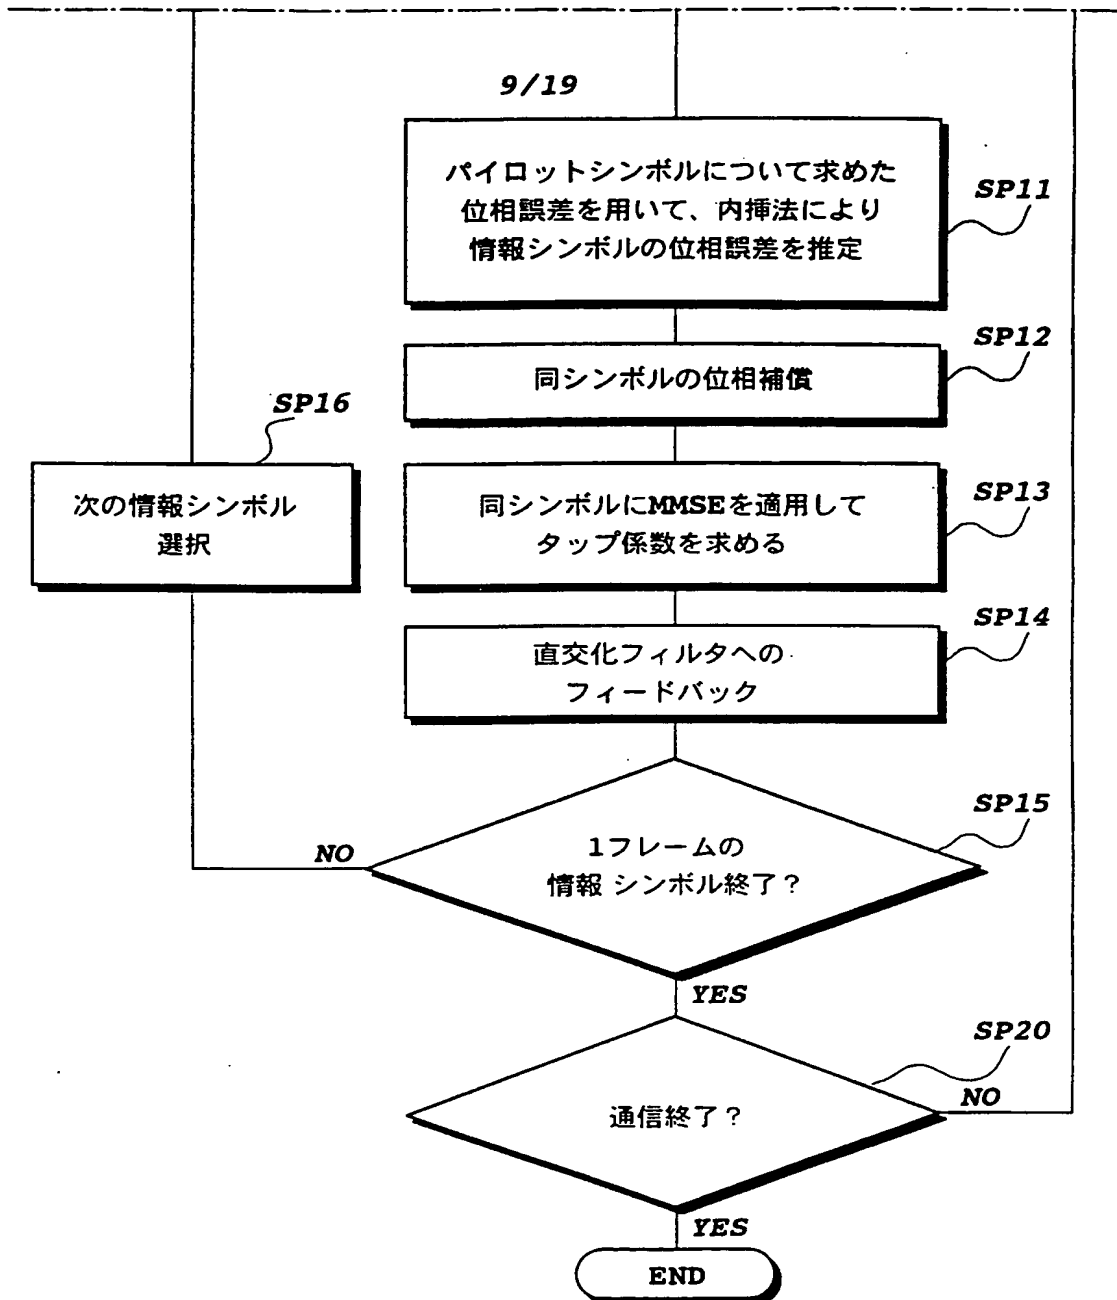 9/19
パイロットシンボルについて求めた
位相誤差を用いて、内挿法により
情報シンボルの位相誤差を推定
SP11
同シンボルの位相補償
SP12
SP16
次の情報シンボル
選択
同シンボルにMMSEを適用して
タップ係数を求める
SP13
直交化フィルタへの
フィードバック
SP14
1フレームの
情報 シンボル終了?
SP15
NO
YES
通信終了?
SP20
NO
YES
END